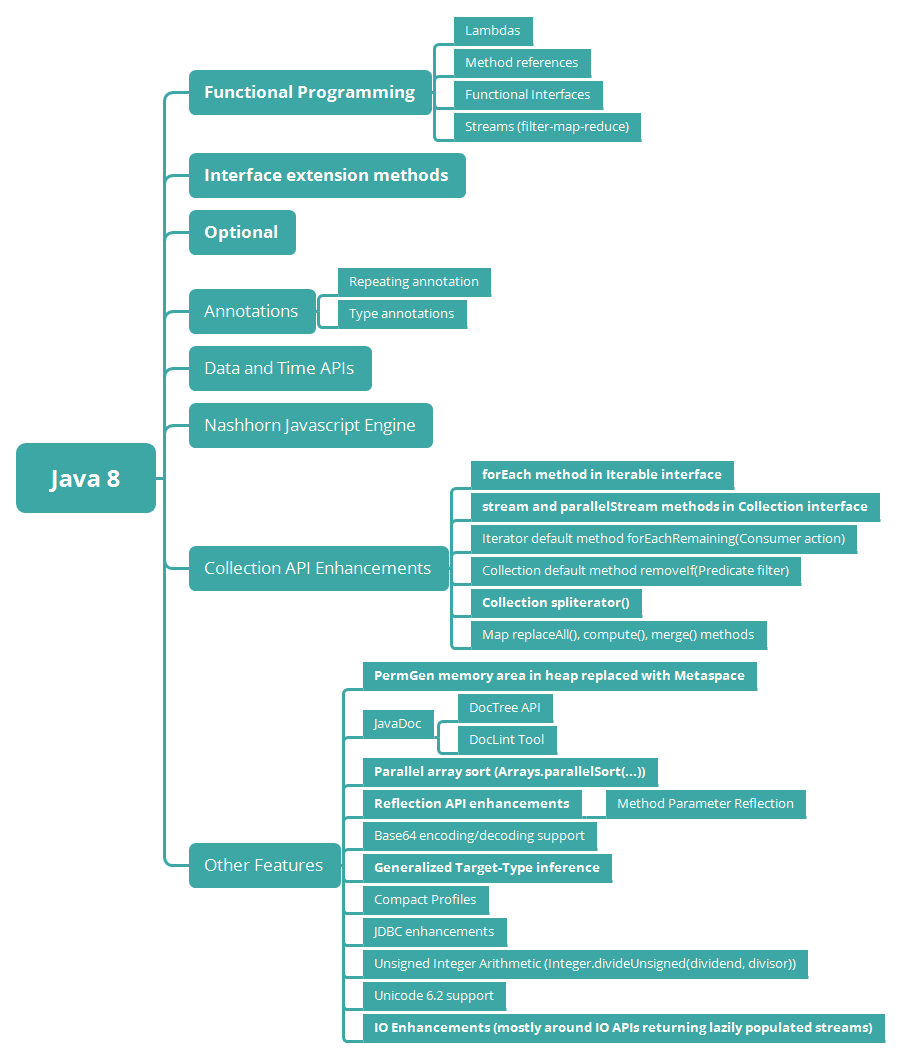 Java 8
Functional Programming
Lambdas
Method references
Functional Interfaces
Streams (filter-map-reduce)
Interface extension methods
Optional
Annotations
Repeating annotation
Type annotations
Data and Time APIs
Nashhorn Javascript Engine
Collection API Enhancements
forEach method in Iterable interface
stream and parallelStream methods in Collection interface
Iterator default method forEachRemaining(Consumer action)
Collection default method removeIf(Predicate filter)
Collection spliterator()
Map replaceAll(), compute(), merge() methods
Other Features
PermGen memory area in heap replaced with Metaspace
JavaDoc
DocTree API
DocLint Tool
Parallel array sort (Arrays.parallelSort(...))
Reflection API enhancements
Method Parameter Reflection
Base64 encoding/decoding support
Generalized Target-Type inference
Compact Profiles
JDBC enhancements
Unsigned Integer Arithmetic (Integer.divideUnsigned(dividend, divisor))
Unicode 6.2 support
IO Enhancements (mostly around IO APIs returning lazily populated streams)